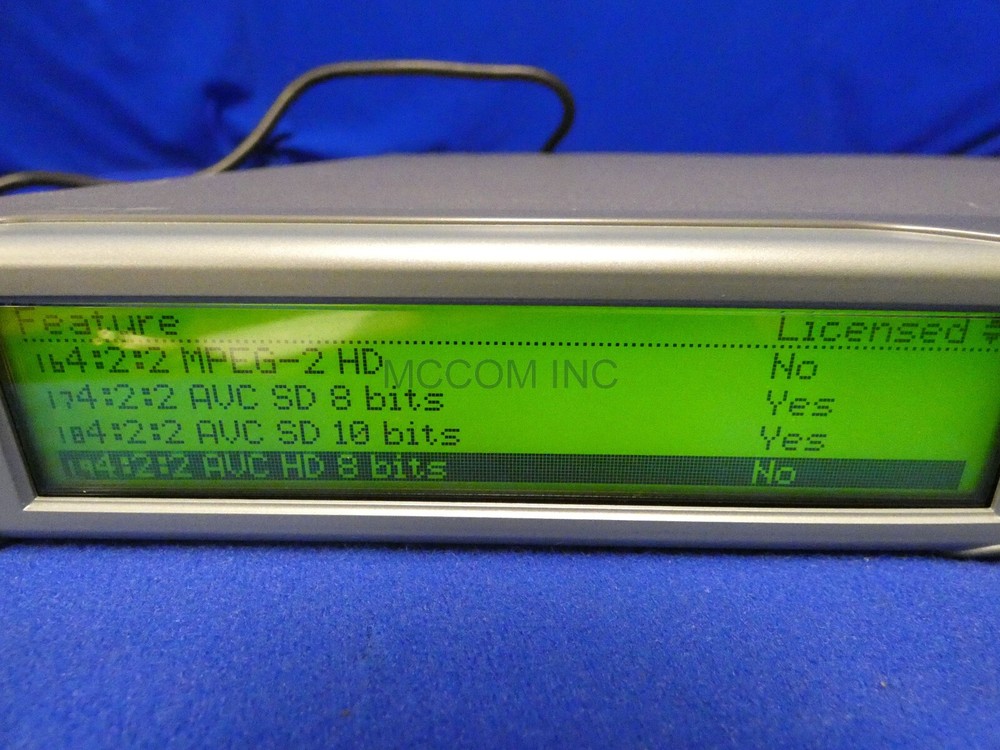 Feature Licensed
16 4:2:2 MPEG-2 HD No
MCCOM INC
17 4:2:2 AVC SD 8 bits Yes
18 4:2:2 AVC SD 10 bits Yes
19 4:2:2 AVC HD 8 bits No